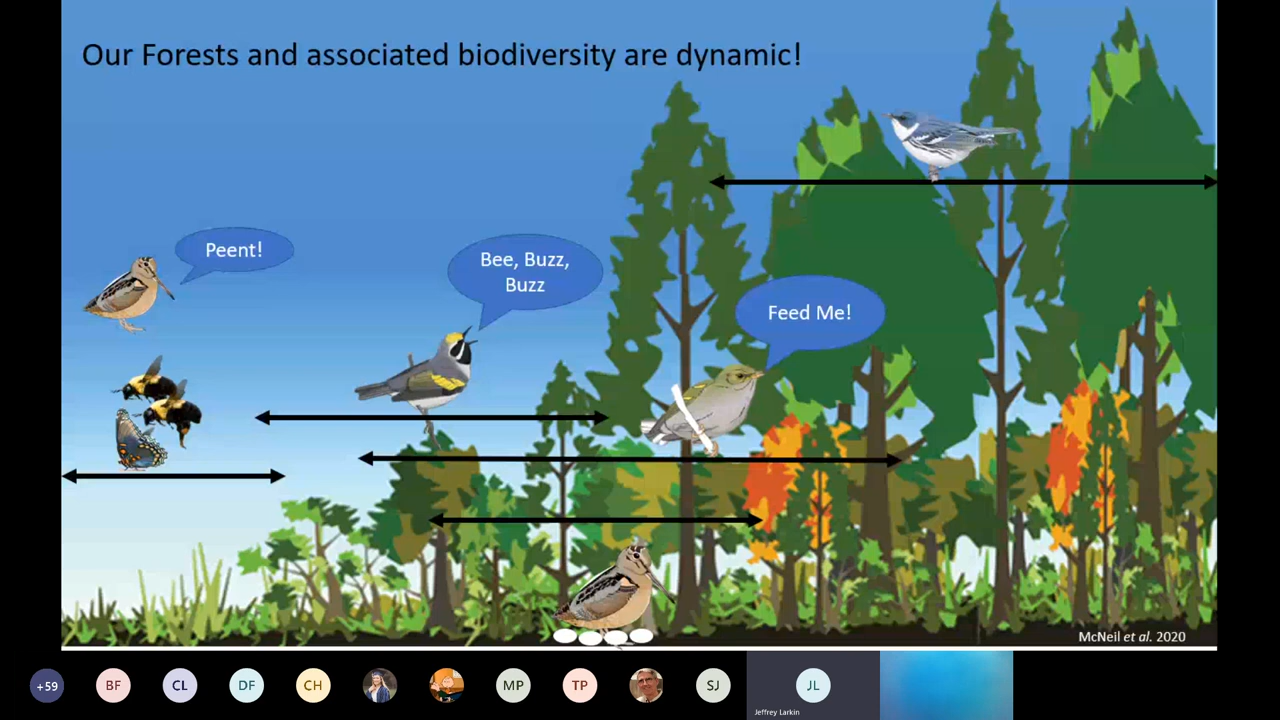 Our Forests and associated biodiversity are dynamic!
Peent!
Bee, Buzz,
Buzz
Feed Me!
McNeil et al. 2020
+59
BF
CL
DF
CH
MP
TP
SJ
JL
Jeffrey Larkin